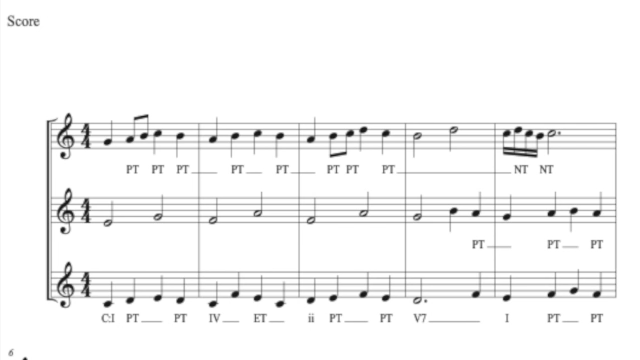 Score
PT PT PT PT PT PT PT PT NT NT
PT PT PT
C:I PT PT IV ET ii PT PT V7 I PT PT
6